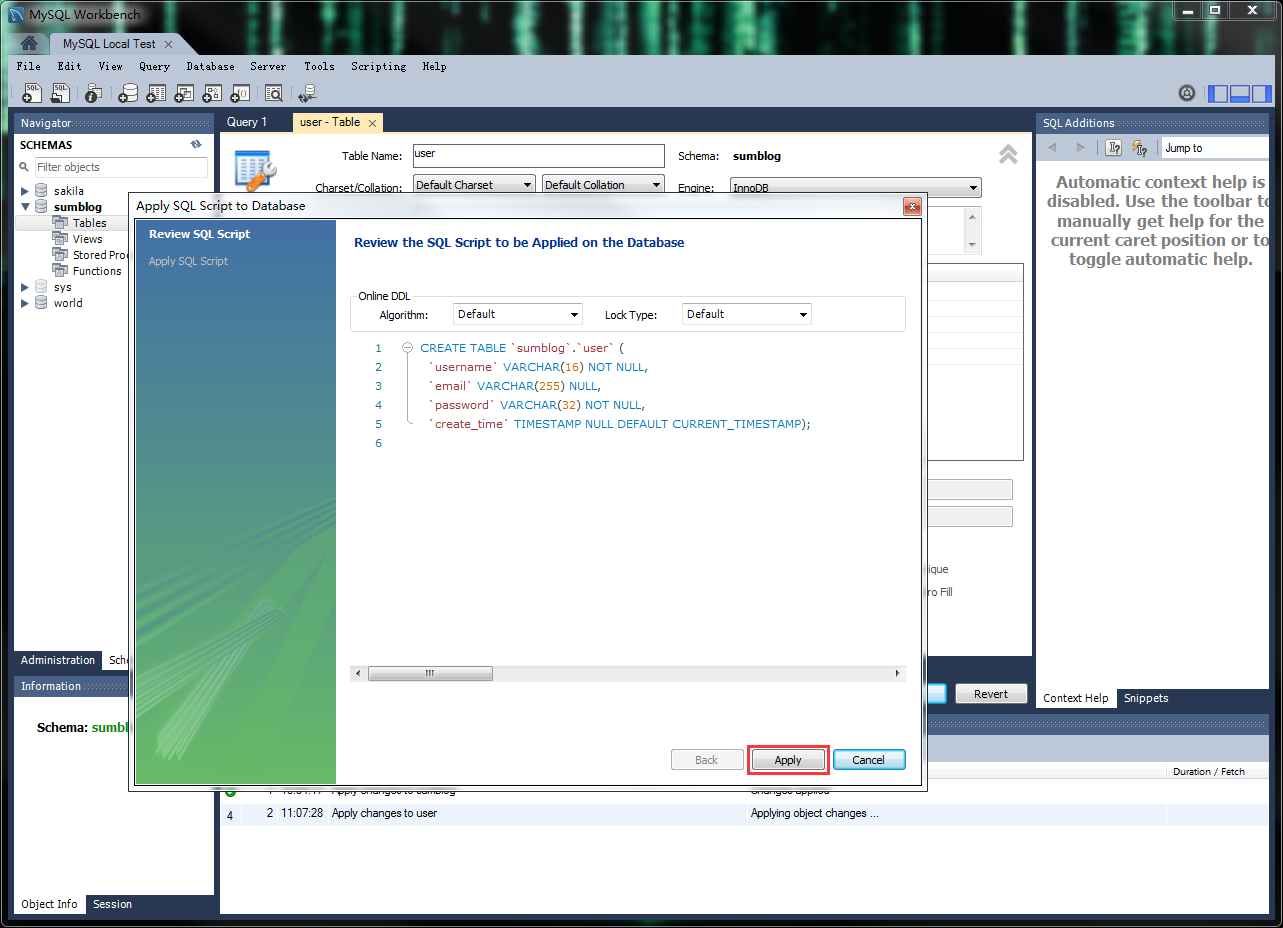 MySQL Workbench
MySQL Local Test
File Edit View Query Database Server Tools Scripting Help
Navigator
SCHEMAS
Filter objects
sakila
sumblog
Tables
Views
Stored Pro
Functions
sys
world
Administration Sche
Information
Schema: sumbl
Object Info Session
Query 1 user - Table
Table Name: user Schema: sumblog
Charset/Collation: Default Charset Default Collation Engine: InnoDB
Apply SQL Script to Database
Review SQL Script
Apply SQL Script
Review the SQL Script to be Applied on the Database
Online DDL
Algorithm: Default Lock Type: Default
1 CREATE TABLE `sumblog`.`user` (
2 `username` VARCHAR(16) NOT NULL,
3 `email` VARCHAR(255) NULL,
4 `password` VARCHAR(32) NOT NULL,
5 `create_time` TIMESTAMP NULL DEFAULT CURRENT_TIMESTAMP);
6
Back Apply Cancel
ique
ro Fill
Revert
SQL Additions
Jump to
Automatic context help is
disabled. Use the toolbar to
manually get help for the
current caret position or to
toggle automatic help.
Context Help Snippets
Duration / Fetch
Apply changes to sumblog Changes applied
4 2 11:07:28 Apply changes to user Applying object changes ...